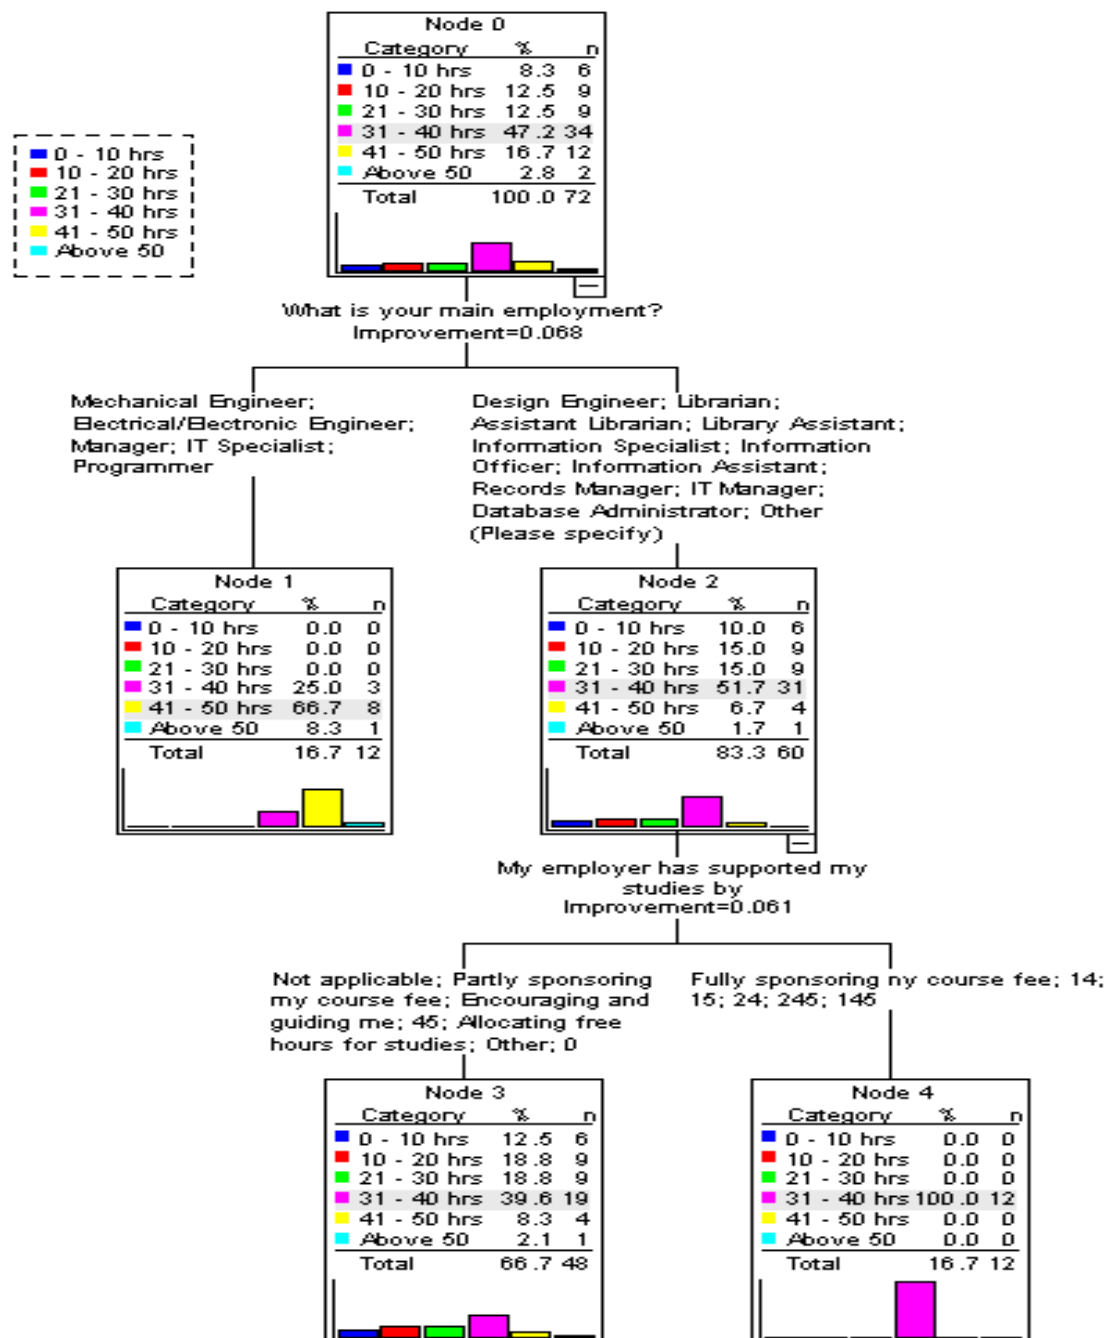 Node 0
Category % n
0 - 10 hrs 8.3 6
10 - 20 hrs 12.5 9
21 - 30 hrs 12.5 9
31 - 40 hrs 47.2 34
41 - 50 hrs 16.7 12
Above 50 2.8 2
Total 100.0 72
0 - 10 hrs
10 - 20 hrs
21 - 30 hrs
31 - 40 hrs
41 - 50 hrs
Above 50
What is your main employment?
Improvement=0.068
Mechanical Engineer;
Electrical/Electronic Engineer;
Manager; IT Specialist;
Programmer
Design Engineer; Librarian;
Assistant Librarian; Library Assistant;
Information Specialist; Information
Officer; Information Assistant;
Records Manager; IT Manager;
Database Administrator; Other
(Please specify)
Node 1
Category % n
0 - 10 hrs 0.0 0
10 - 20 hrs 0.0 0
21 - 30 hrs 0.0 0
31 - 40 hrs 25.0 3
41 - 50 hrs 66.7 8
Above 50 8.3 1
Total 16.7 12
Node 2
Category % n
0 - 10 hrs 10.0 6
10 - 20 hrs 15.0 9
21 - 30 hrs 15.0 9
31 - 40 hrs 51.7 31
41 - 50 hrs 6.7 4
Above 50 1.7 1
Total 83.3 60
My employer has supported my
studies by
Improvement=0.061
Not applicable; Partly sponsoring
my course fee; Encouraging and
guiding me; 45; Allocating free
hours for studies; Other; 0
Fully sponsoring ny course fee; 14;
15; 24; 245; 145
Node 3
Category % n
0 - 10 hrs 12.5 6
10 - 20 hrs 18.8 9
21 - 30 hrs 18.8 9
31 - 40 hrs 39.6 19
41 - 50 hrs 8.3 4
Above 50 2.1 1
Total 66.7 48
Node 4
Category % n
0 - 10 hrs 0.0 0
10 - 20 hrs 0.0 0
21 - 30 hrs 0.0 0
31 - 40 hrs 100.0 12
41 - 50 hrs 0.0 0
Above 50 0.0 0
Total 16.7 12